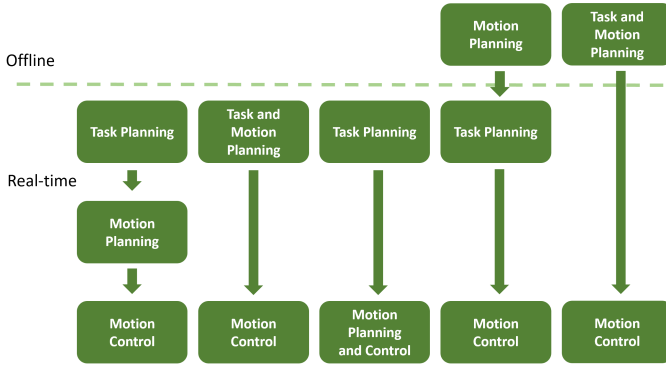 Motion
Planning
Task and
Motion
Planning
Offline
Task Planning
Task and
Motion
Planning
Task Planning
Task Planning
Real-time
Motion
Planning
Motion
Control
Motion
Control
Motion
Planning
and Control
Motion
Control
Motion
Control